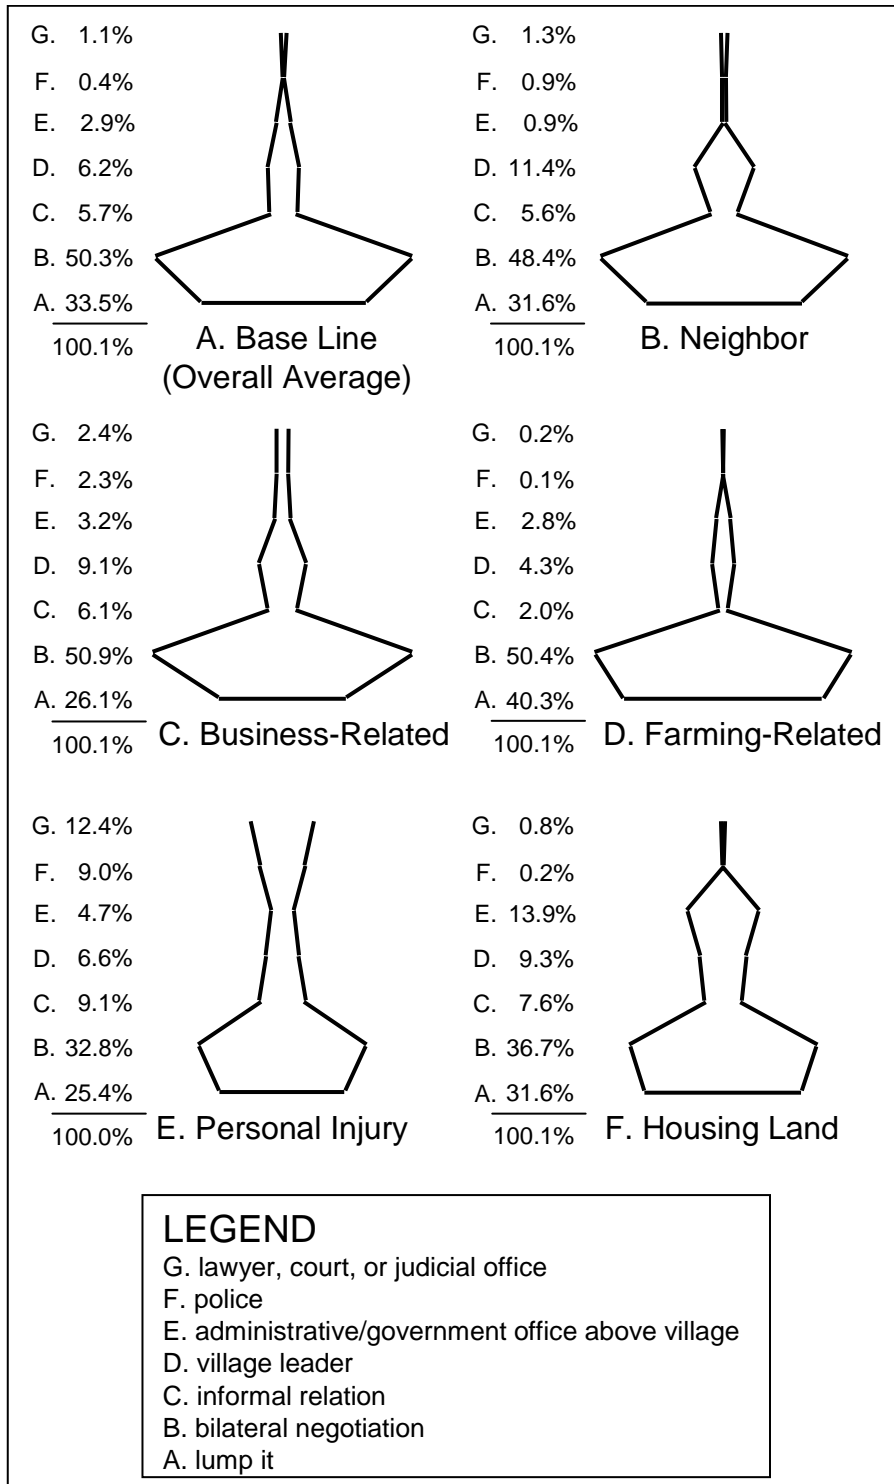 G. 1.1%
F. 0.4%
E. 2.9%
D. 6.2%
C. 5.7%
B. 50.3%
A. 33.5%
100.1%
A. Base Line
(Overall Average)
G. 1.3%
F. 0.9%
E. 0.9%
D. 11.4%
C. 5.6%
B. 48.4%
A. 31.6%
100.1%
B. Neighbor
G. 2.4%
F. 2.3%
E. 3.2%
D. 9.1%
C. 6.1%
B. 50.9%
A. 26.1%
100.1%
C. Business-Related
G. 0.2%
F. 0.1%
E. 2.8%
D. 4.3%
C. 2.0%
B. 50.4%
A. 40.3%
100.1%
D. Farming-Related
G. 12.4%
F. 9.0%
E. 4.7%
D. 6.6%
C. 9.1%
B. 32.8%
A. 25.4%
100.0%
E. Personal Injury
G. 0.8%
F. 0.2%
E. 13.9%
D. 9.3%
C. 7.6%
B. 36.7%
A. 31.6%
100.1%
F. Housing Land
LEGEND
G. lawyer, court, or judicial office
F. police
E. administrative/government office above village
D. village leader
C. informal relation
B. bilateral negotiation
A. lump it